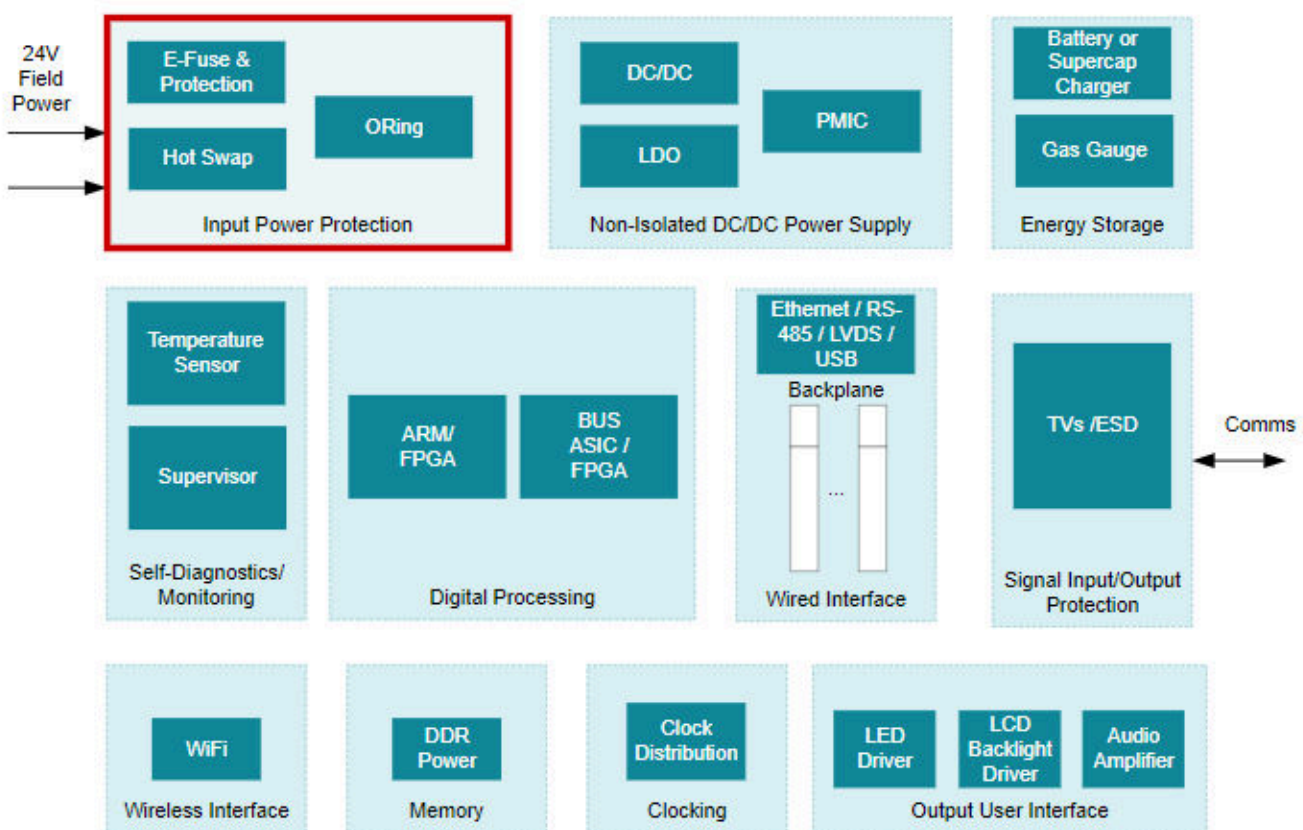 24V
Field
Power
E-Fuse &
Protection
Hot Swap
ORing
Input Power Protection
DC/DC
LDO
PMIC
Non-Isolated DC/DC Power Supply
Battery or
Supercap
Charger
Gas Gauge
Energy Storage
Temperature
Sensor
Supervisor
Self-Diagnostics/
Monitoring
ARM/
FPGA
BUS
ASIC /
FPGA
Digital Processing
Ethernet / RS-
485 / LVDS /
USB
Backplane
...
Wired Interface
TVs /ESD
Signal Input/Output
Protection
Comms
WiFi
Wireless Interface
DDR
Power
Memory
Clock
Distribution
Clocking
LED
Driver
LCD
Backlight
Driver
Audio
Amplifier
Output User Interface